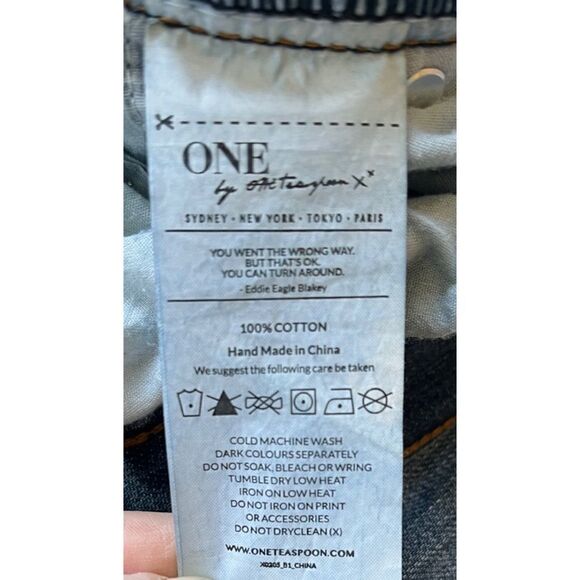 ONE
by oneteaspoon x x
SYDNEY • NEW YORK • TOKYO • PARIS
YOU WENT THE WRONG WAY.
BUT THAT'S OK.
YOU CAN TURN AROUND.
- Eddie Eagle Blakey
100% COTTON
Hand Made in China
We suggest the following care be taken
COLD MACHINE WASH
DARK COLOURS SEPARATELY
DO NOT SOAK, BLEACH OR WRING
TUMBLE DRY LOW HEAT
IRON ON LOW HEAT
DO NOT IRON ON PRINT
OR ACCESSORIES
DO NOT DRYCLEAN (X)
WWW.ONETEASPOON.COM
X0205_B1_CHINA